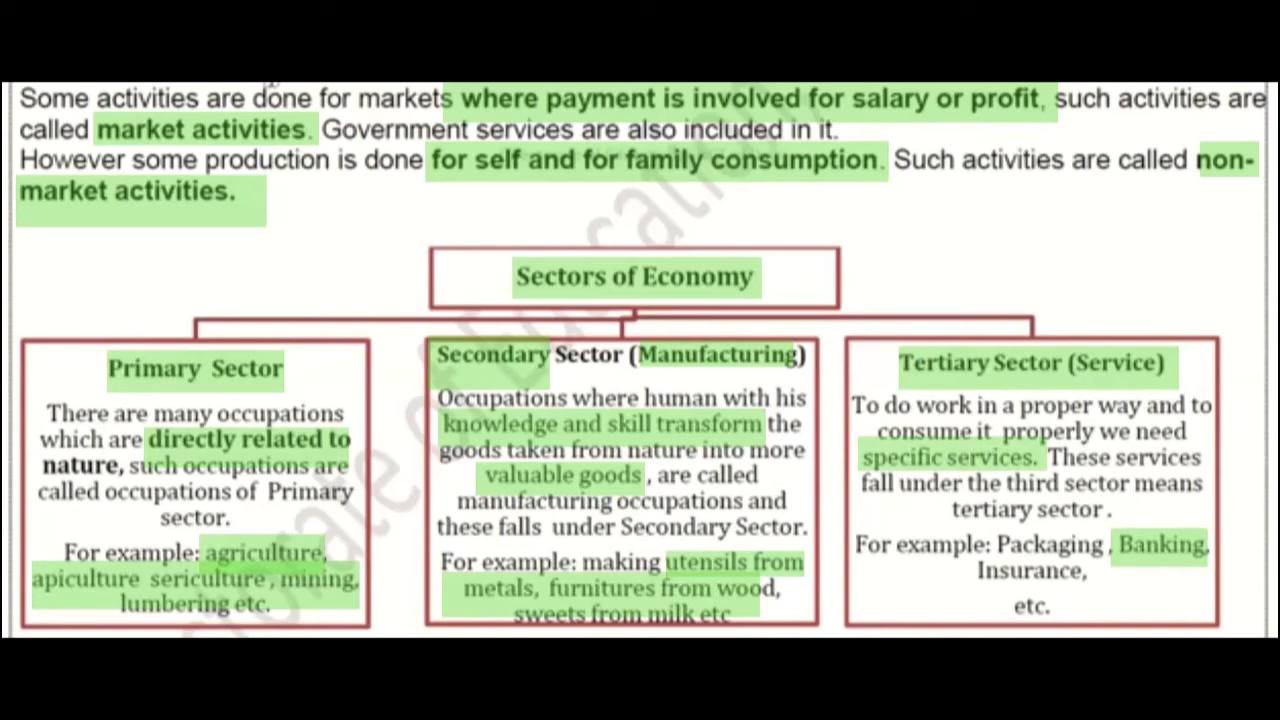 Some activities are done for markets where payment is involved for salary or profit, such activities are
called market activities. Government services are also included in it.
However some production is done for self and for family consumption. Such activities are called non-
market activities.
Sectors of Economy
Primary Sector
There are many occupations
which are directly related to
nature, such occupations are
called occupations of Primary
sector.
For example: agriculture,
apiculture sericulture, mining,
lumbering etc.
Secondary Sector (Manufacturing)
Occupations where human with his
knowledge and skill transform the
goods taken from nature into more
valuable goods , are called
manufacturing occupations and
these falls under Secondary Sector.
For example: making utensils from
metals, furnitures from wood,
sweets from milk etc
Tertiary Sector (Service)
To do work in a proper way and to
consume it properly we need
specific services. These services
fall under the third sector means
tertiary sector .
For example: Packaging , Banking,
Insurance,
etc.